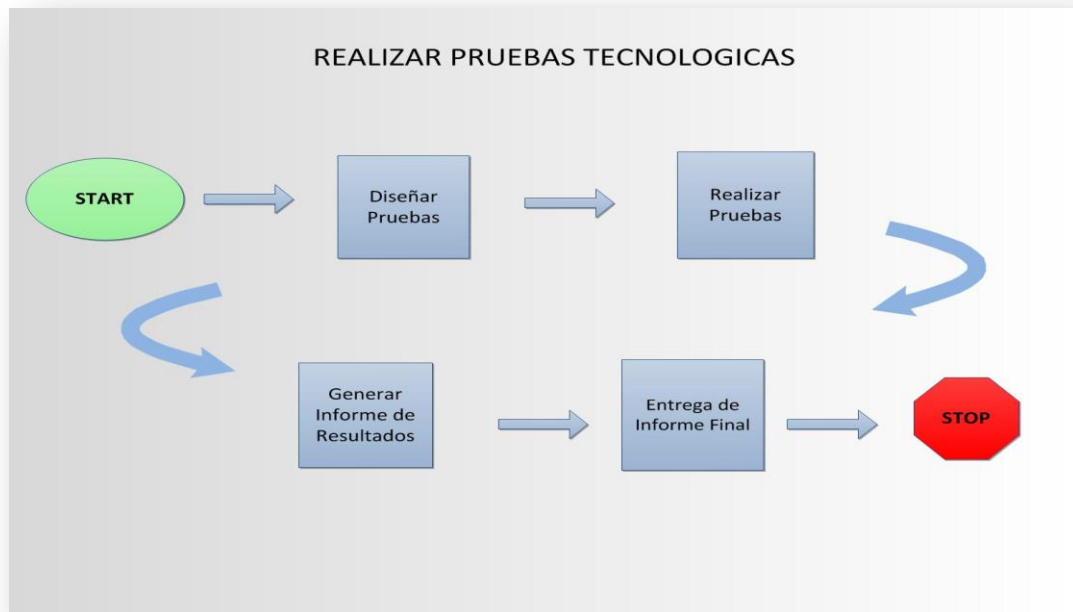 REALIZAR PRUEBAS TECNOLOGICAS
START
Diseñar
Pruebas
Realizar
Pruebas
Generar
Informe de
Resultados
Entrega de
Informe Final
STOP